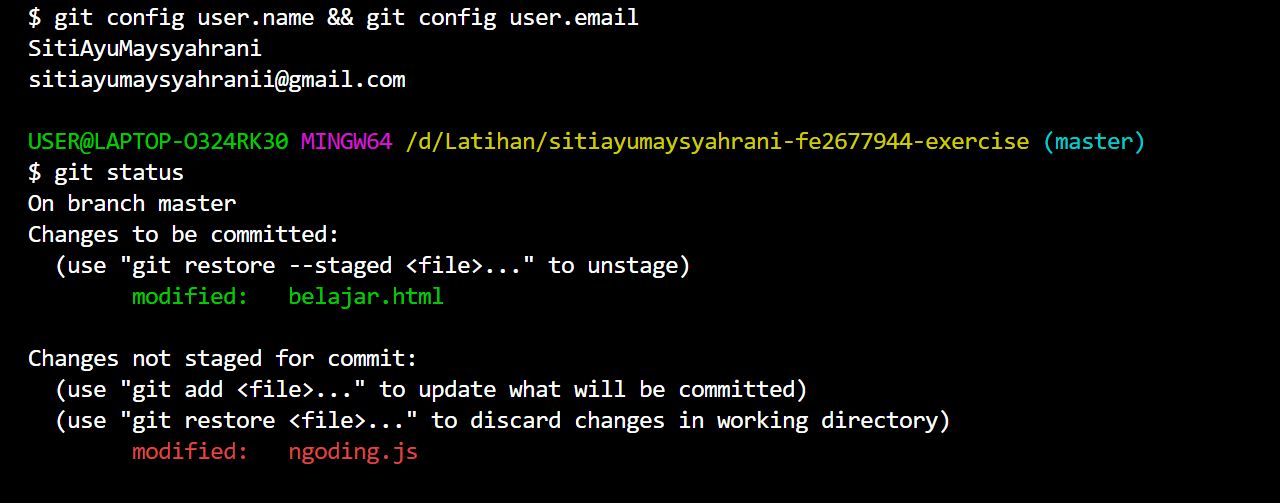 $ git config user.name && git config user.email
SitiAyuMaysyahrani
sitiayumaysyahranii@gmail.com
USER@LAPTOP-O324RK30 MINGW64 /d/Latihan/sitiayumaysyahrani-fe2677944-exercise (master)
$ git status
On branch master
Changes to be committed:
  (use "git restore --staged <file>..." to unstage)
        modified:   belajar.html
Changes not staged for commit:
  (use "git add <file>..." to update what will be committed)
  (use "git restore <file>..." to discard changes in working directory)
        modified:   ngoding.js